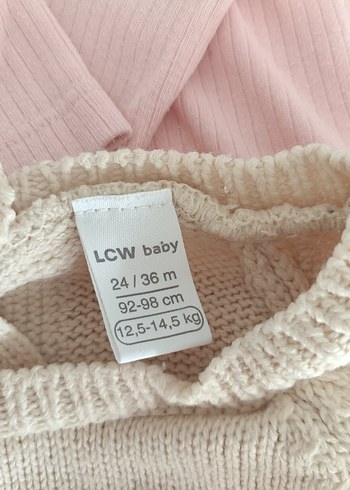 LCW baby
24 / 36 m
92-98 cm
12,5-14,5 kg